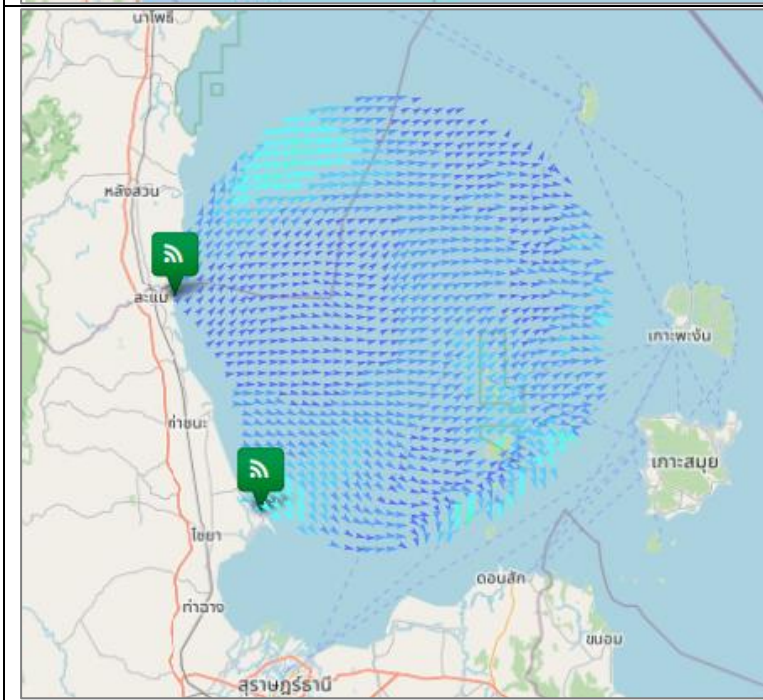 นาโพธิ์
หลังสวน
ละแม
เกาะพะงัน
ท่าชนะ
เกาะสมุย
ไชยา
ดอนสัก
ท่าฉาง
ขนอม
สุราษฎร์ธานี